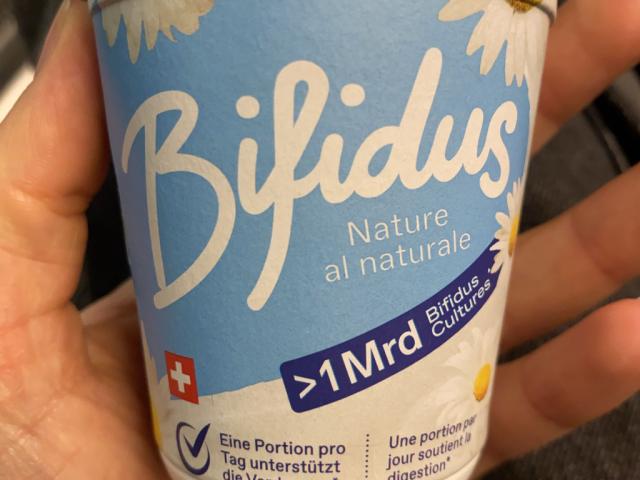 Bifidus
Nature
al naturale
>1 Mrd Bifidus
Cultures
Eine Portion pro
Tag unterstützt
die
Une portion par
jour soutient la
digestion*